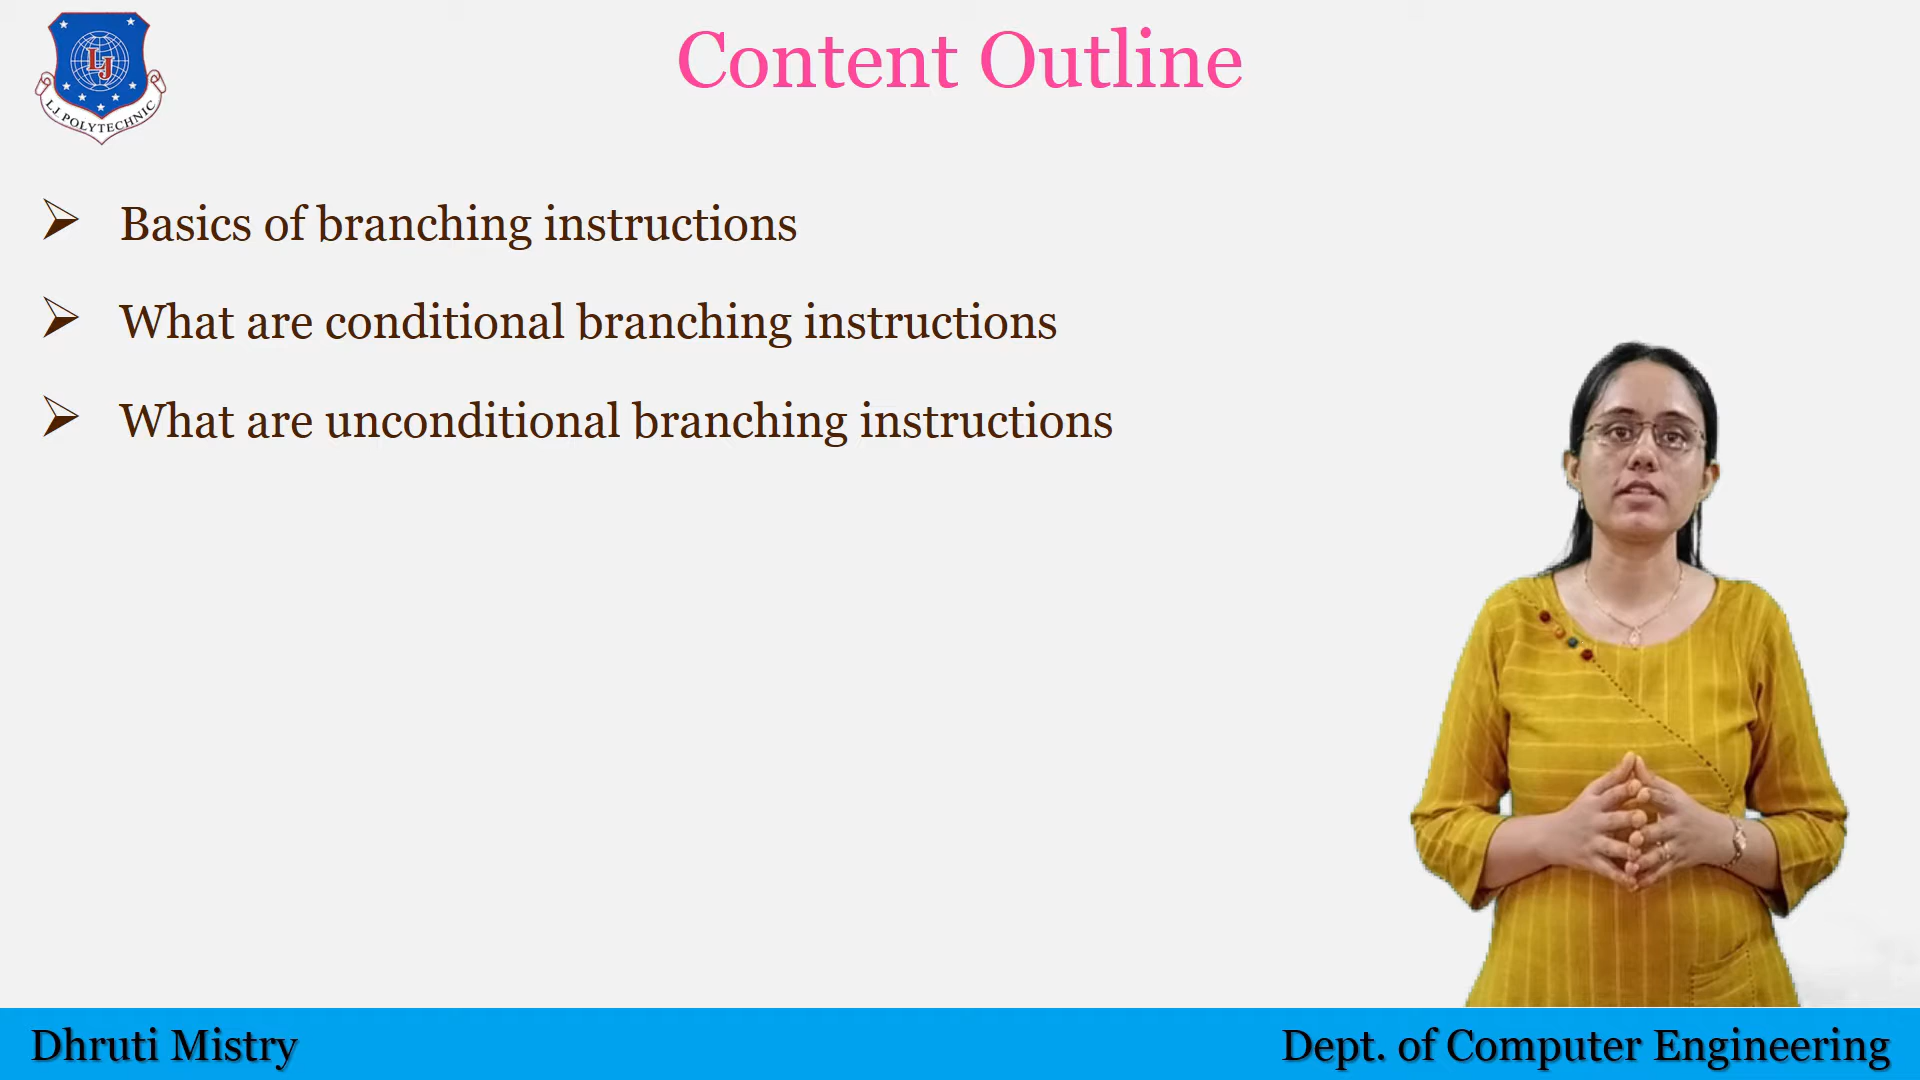 LJ
L.J. POLYTECHNIC
Content Outline
Basics of branching instructions
What are conditional branching instructions
What are unconditional branching instructions
Dhruti Mistry
Dept. of Computer Engineering